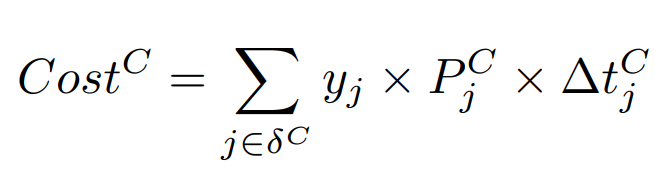 Cost^C = \sum_{j \in \delta^C} y_j \times P_j^C \times \Delta t_j^C